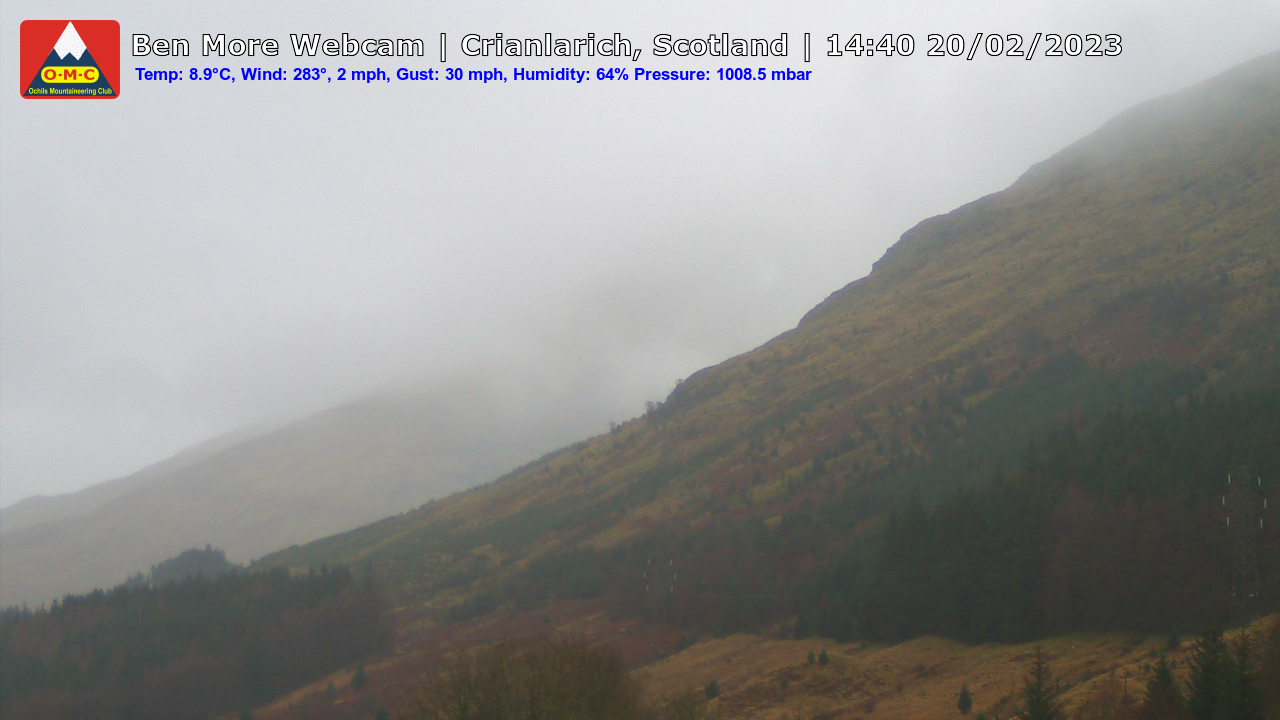 Ben More Webcam | Crianlarich, Scotland | 14:40 20/02/2023
Temp: 8.9°C, Wind: 283°, 2 mph, Gust: 30 mph, Humidity: 64% Pressure: 1008.5 mbar
O-M-C
Ochils Mountaineering Club